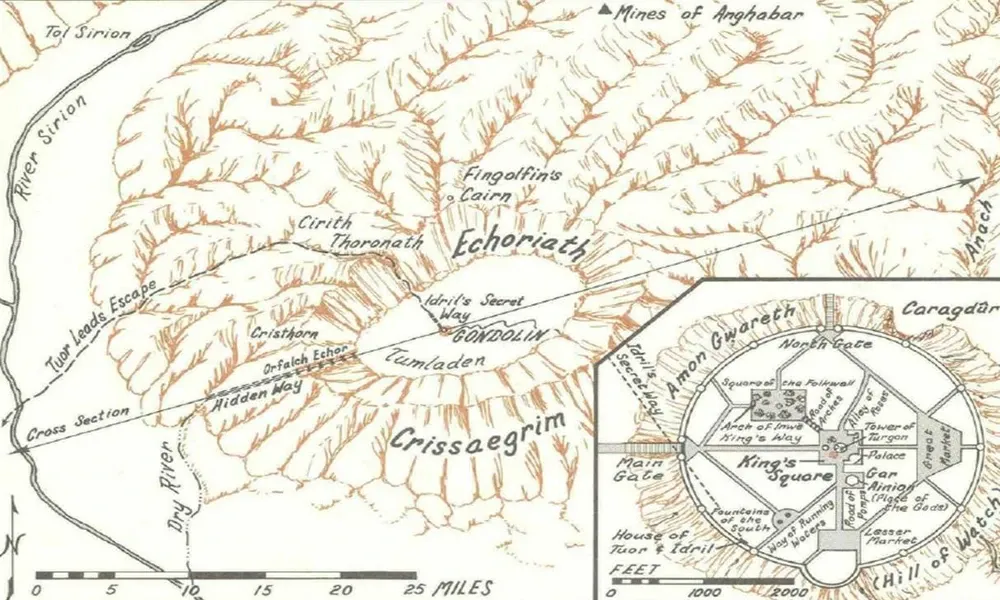 Tol Sirion
Mines of Anghabar
River Sirion
Fingolfin's
Cairn
Cirith
Thoronath
Echoriath
Anach
Tuor Leads Escape
Idril's Secret
Way
GONDOLIN
Cristhorn
Orfalch Echor
Tumladen
Hidden Way
Cross Section
Crissaegrim
Dry River
N
0 5 10 15 20 25 MILES
Caragdûr
Amon Gwareth
North Gate
Idril's
Secret Way
Square of the Folkwell
Road of
Arches
Alley of
Roses
Arch of Inwë
King's Way
Tower of
Turgon
Great
Market
Main
Gate
King's
Square
Palace
Gar
Ainion
(Place of
the Gods)
Fountains
of the
South
Way of Running
Waters
Road of
Pomps
House of
Tuor & Idril
Lesser
Market
(Hill of Watch
FEET
0 1000 2000